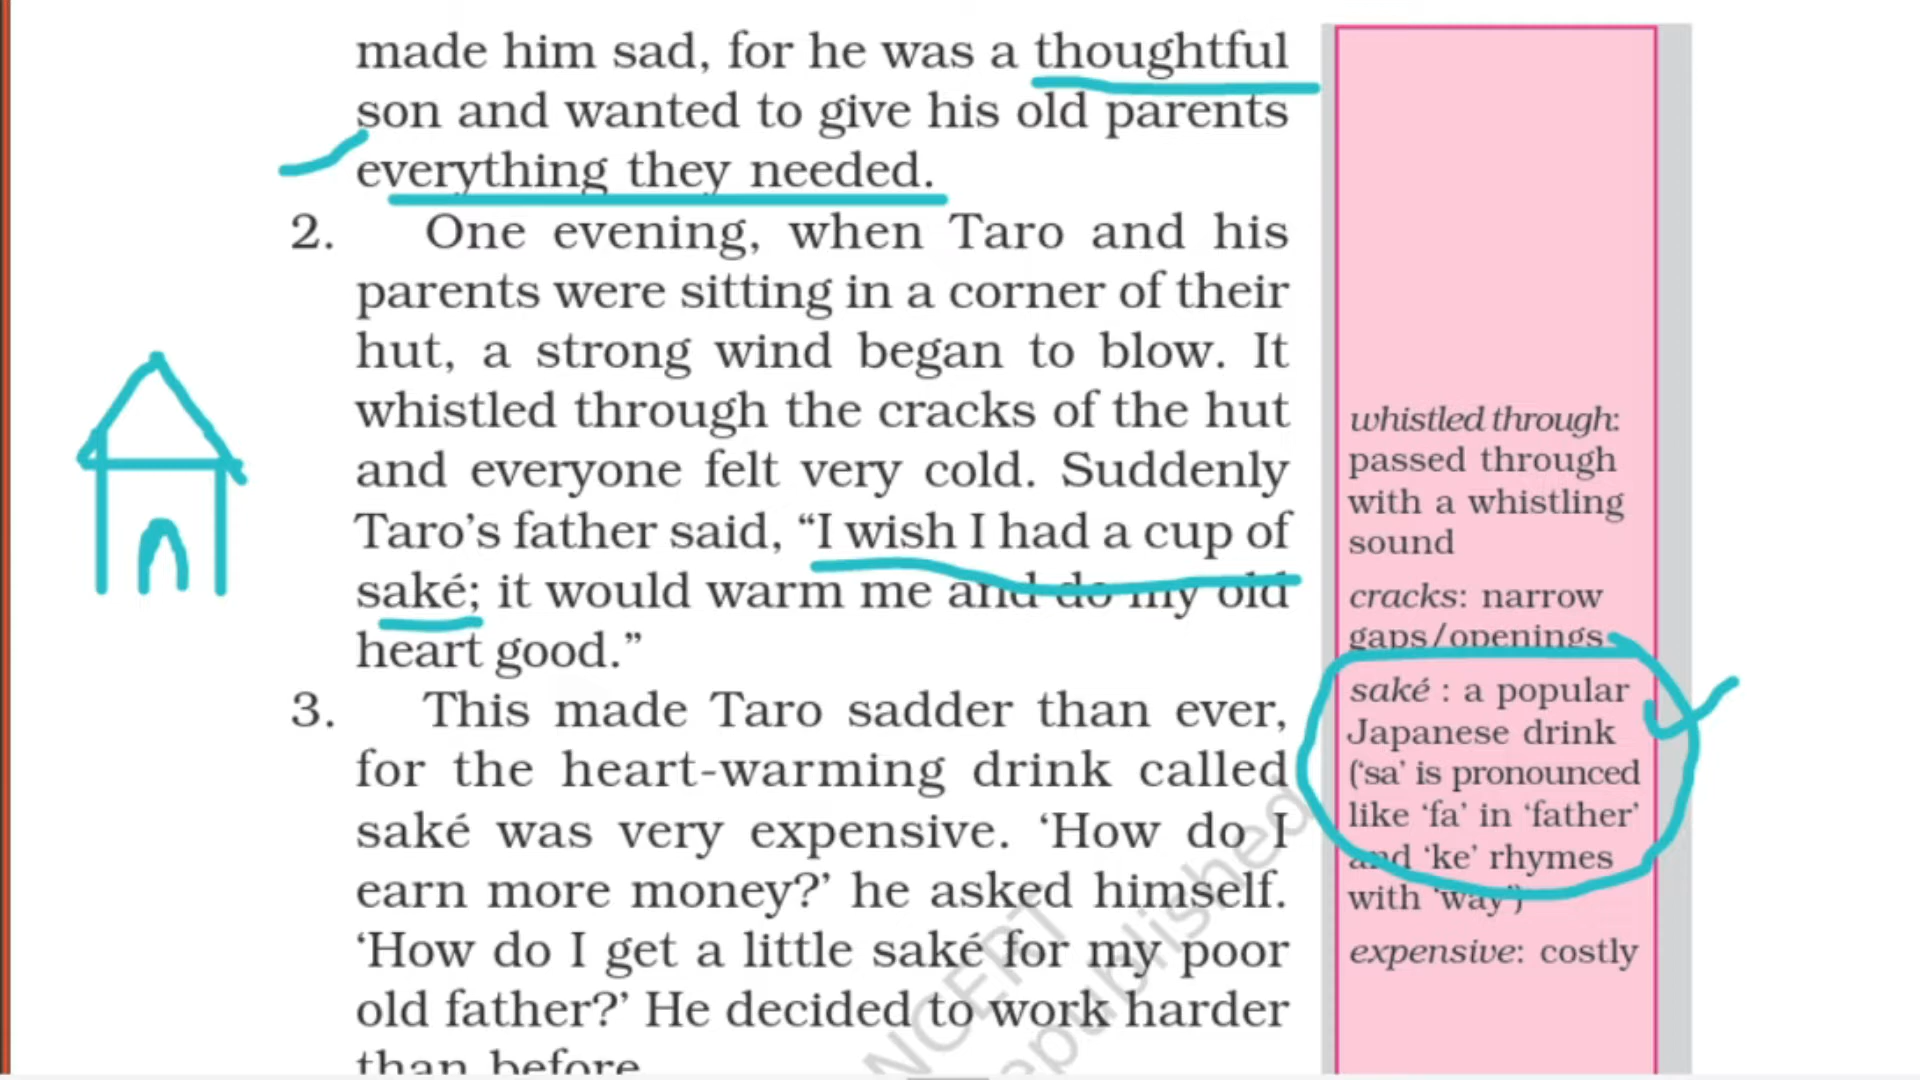 made him sad, for he was a thoughtful
son and wanted to give his old parents
everything they needed.
2. One evening, when Taro and his
parents were sitting in a corner of their
hut, a strong wind began to blow. It
whistled through the cracks of the hut
and everyone felt very cold. Suddenly
Taro’s father said, “I wish I had a cup of
saké; it would warm me and do my old
heart good.”
3. This made Taro sadder than ever,
for the heart-warming drink called
saké was very expensive. ‘How do I
earn more money?’ he asked himself.
‘How do I get a little saké for my poor
old father?’ He decided to work harder
than before
whistled through:
passed through
with a whistling
sound
cracks: narrow
gaps/openings
saké : a popular
Japanese drink
(‘sa’ is pronounced
like ‘fa’ in ‘father’
and ‘ke’ rhymes
with ‘way’)
expensive: costly
NCERT
republished